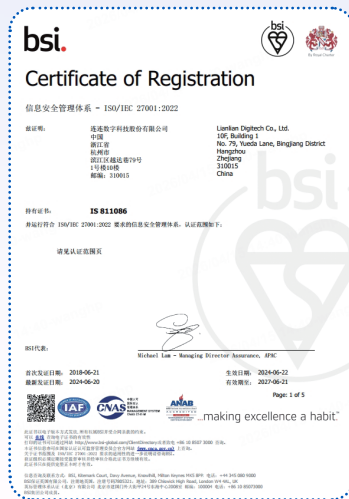 bsi.
bsi
By Royal Charter
Certificate of Registration
信息安全管理体系 - ISO/IEC 27001:2022
兹证明:
连连数字科技股份有限公司
中国
浙江省
杭州市
滨江区越达巷79号
1号楼10楼
邮编: 310015
Lianlian Digitech Co., Ltd.
10F, Building 1
No. 79, Yueda Lane, Bingjiang District
Hangzhou
Zhejiang
310015
China
持有证书:
IS 811086
并运行符合 ISO/IEC 27001:2022 要求的信息安全管理体系, 认证范围如下:
请见认证范围页
bsi
BSI代表:
Michael Lam - Managing Director Assurance, APAC
首次发证日期: 2018-06-21
生效日期: 2024-06-22
最新发证日期: 2024-06-20
有效期至: 2027-06-21
Page: 1 of 5
IAF
CNAS
ANAB
...making excellence a habit.™